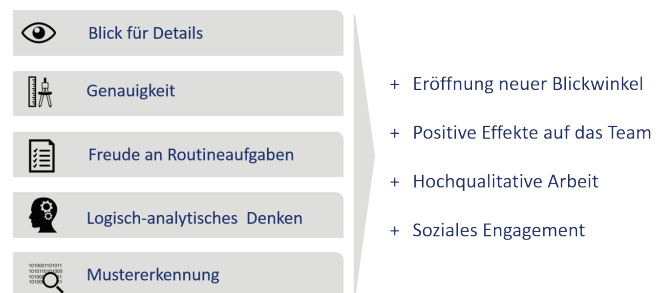 Blick für Details
Genauigkeit
Freude an Routineaufgaben
Logisch-analytisches Denken
Mustererkennung
+ Eröffnung neuer Blickwinkel
+ Positive Effekte auf das Team
+ Hochqualitative Arbeit
+ Soziales Engagement